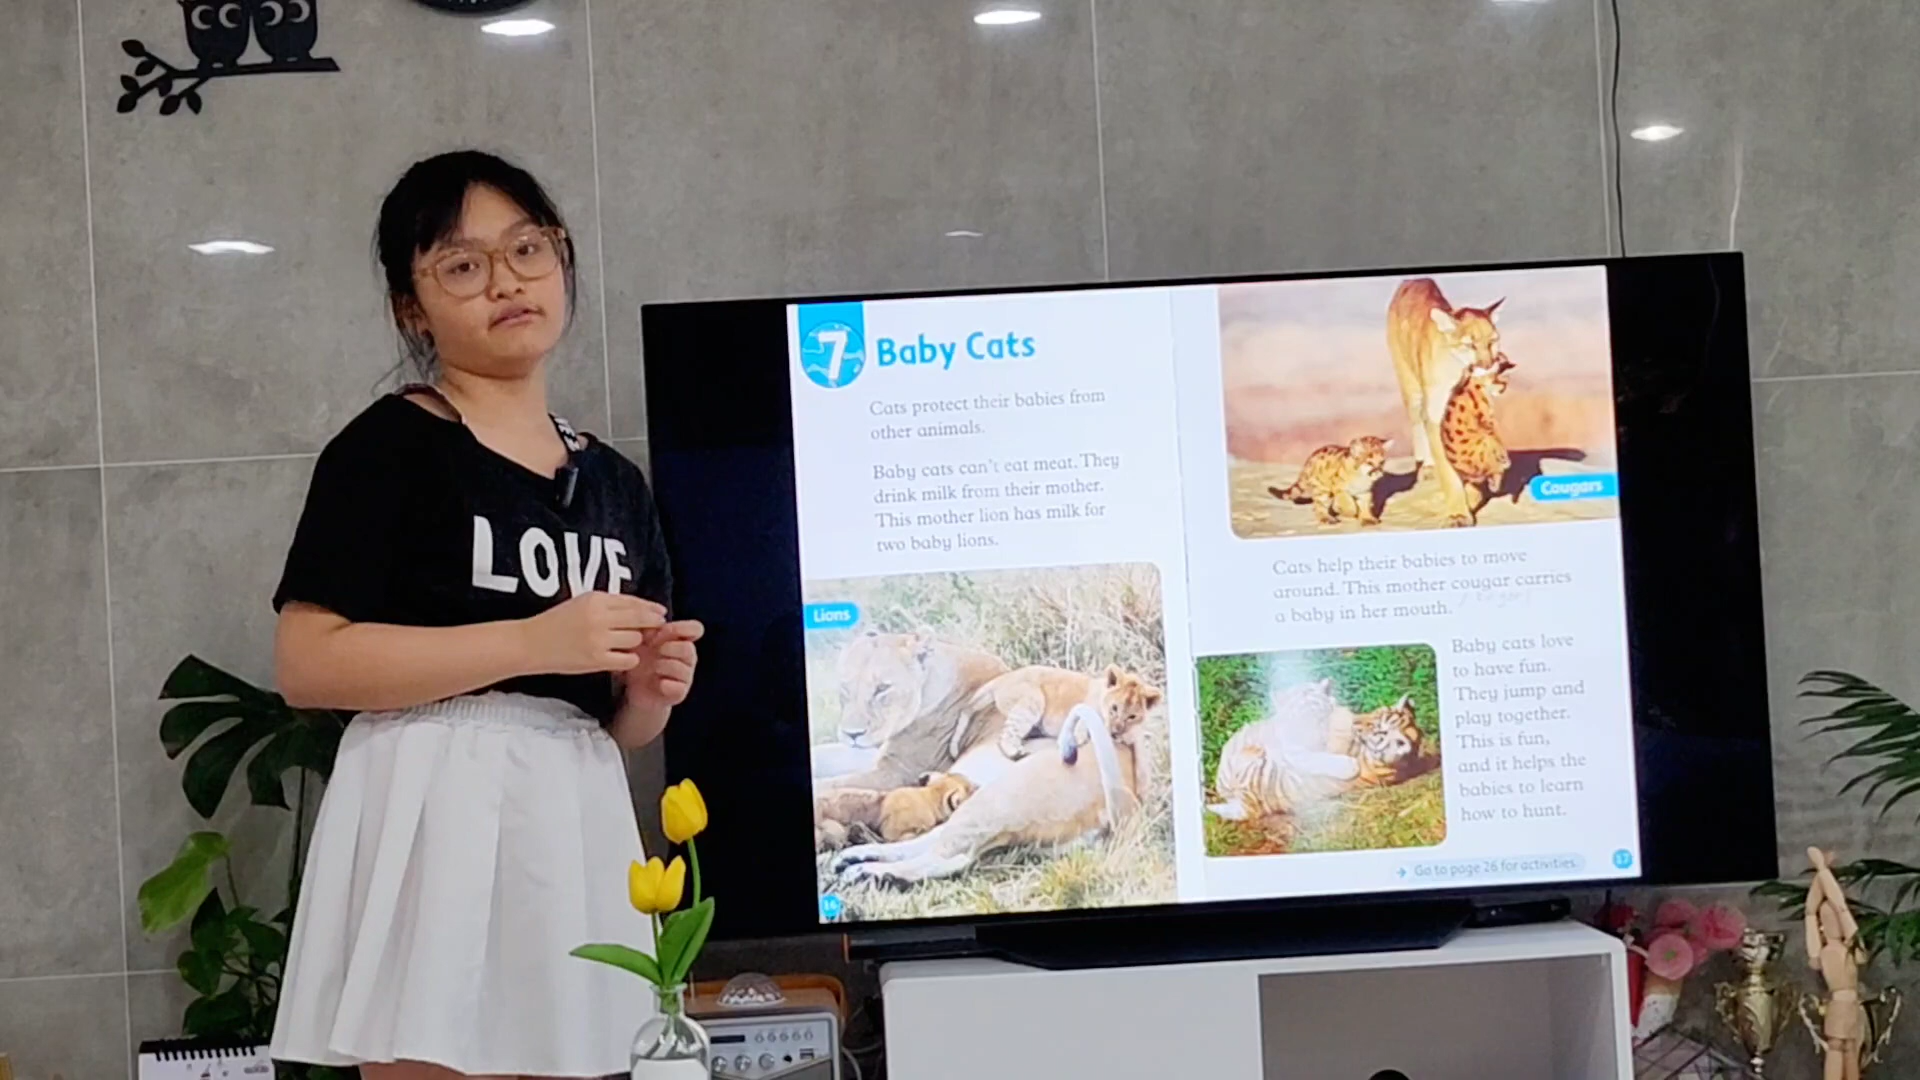 LOVE
7
Baby Cats
Cats protect their babies from
other animals.
Baby cats can't eat meat. They
drink milk from their mother.
This mother lion has milk for
two baby lions.
Lions
16
Cougars
Cats help their babies to move
around. This mother cougar carries
a baby in her mouth.
Baby cats love
to have fun.
They jump and
play together.
This is fun,
and it helps the
babies to learn
how to hunt.
→ Go to page 26 for activities.
17